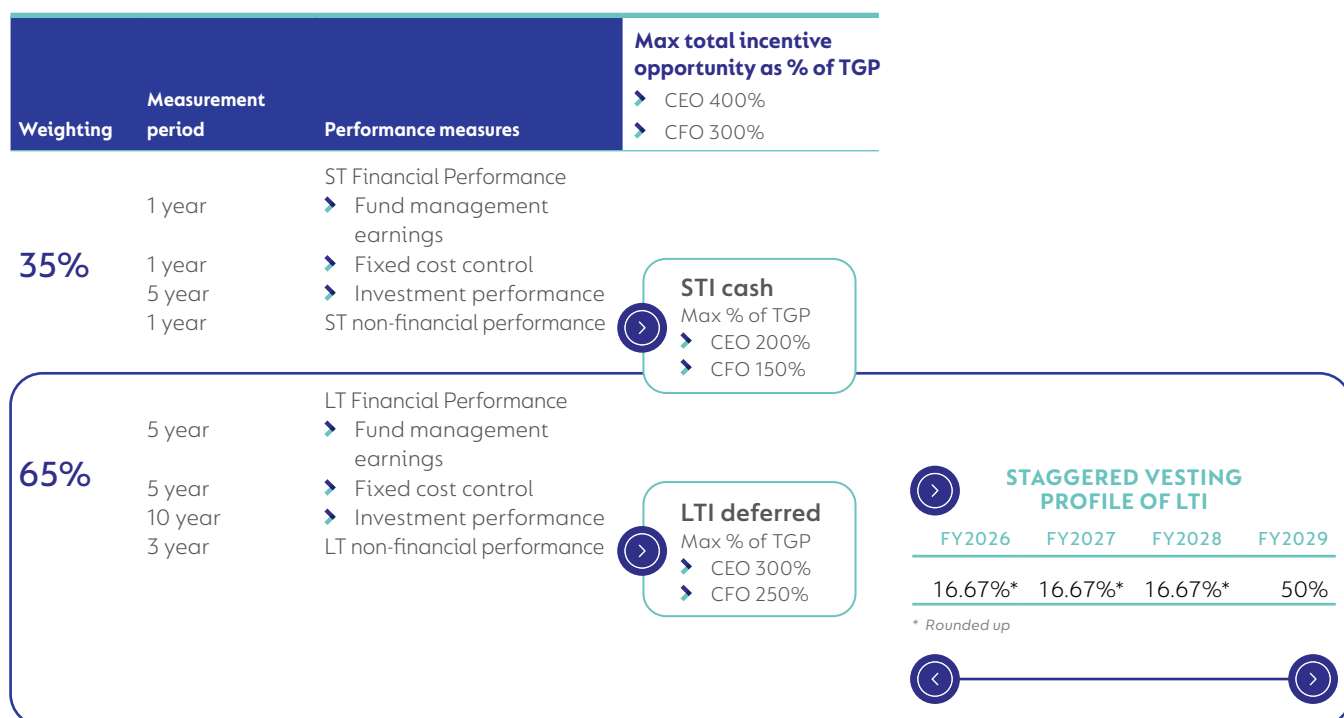 Weighting
Measurement
period
Performance measures
Max total incentive
opportunity as % of TGP
CEO 400%
CFO 300%
35%
ST Financial Performance
1 year
Fund management
earnings
1 year
Fixed cost control
5 year
Investment performance
1 year
ST non-financial performance
STI cash
Max % of TGP
CEO 200%
CFO 150%
65%
LT Financial Performance
5 year
Fund management
earnings
5 year
Fixed cost control
10 year
Investment performance
3 year
LT non-financial performance
LTI deferred
Max % of TGP
CEO 300%
CFO 250%
STAGGERED VESTING
PROFILE OF LTI
FY2026 FY2027 FY2028 FY2029
16.67%* 16.67%* 16.67%* 50%
* Rounded up